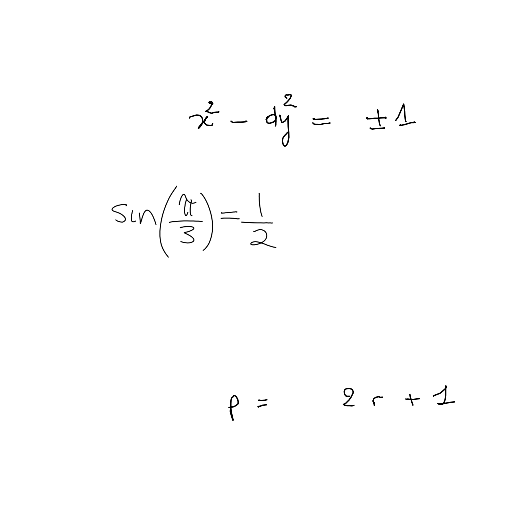 x² − dy² = ±1
sin(π/3) = 1/2
p = 2r + 1